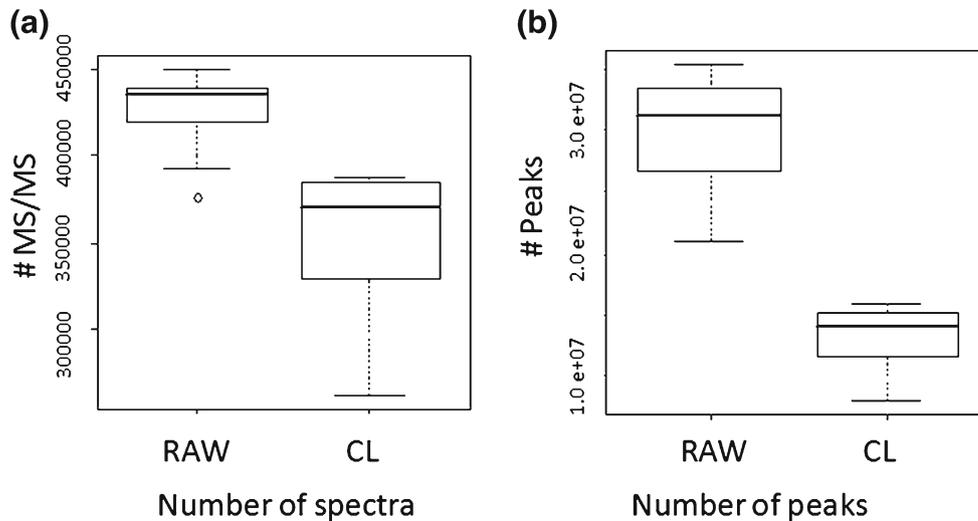 (a)
# MS/MS
450000
400000
350000
300000
RAW
CL
Number of spectra
(b)
# Peaks
3.0 e+07
2.0 e+07
1.0 e+07
RAW
CL
Number of peaks